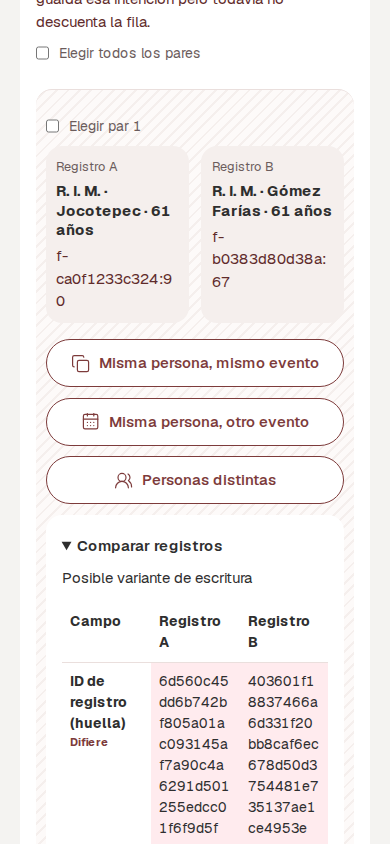 guarda esa intención pero todavía no
descuenta la fila.
Elegir todos los pares
Elegir par 1
Registro A
R. I. M. ·
Jocotepec · 61
años
f-
ca0f1233c324:9
0
Registro B
R. I. M. · Gómez
Farías · 61 años
f-
b0383d80d38a:
67
Misma persona, mismo evento
Misma persona, otro evento
Personas distintas
▼ Comparar registros
Posible variante de escritura
Campo
Registro
A
Registro
B
ID de
registro
(huella)
Difiere
6d560c45
dd6b742b
f805a01a
c093145a
f7a90c4a
6291d501
255edcc0
1f6f9d5f
403601f1
8837466a
6d331f20
bb8caf6ec
678d50d3
754481e7
35137ae1
ce4953e